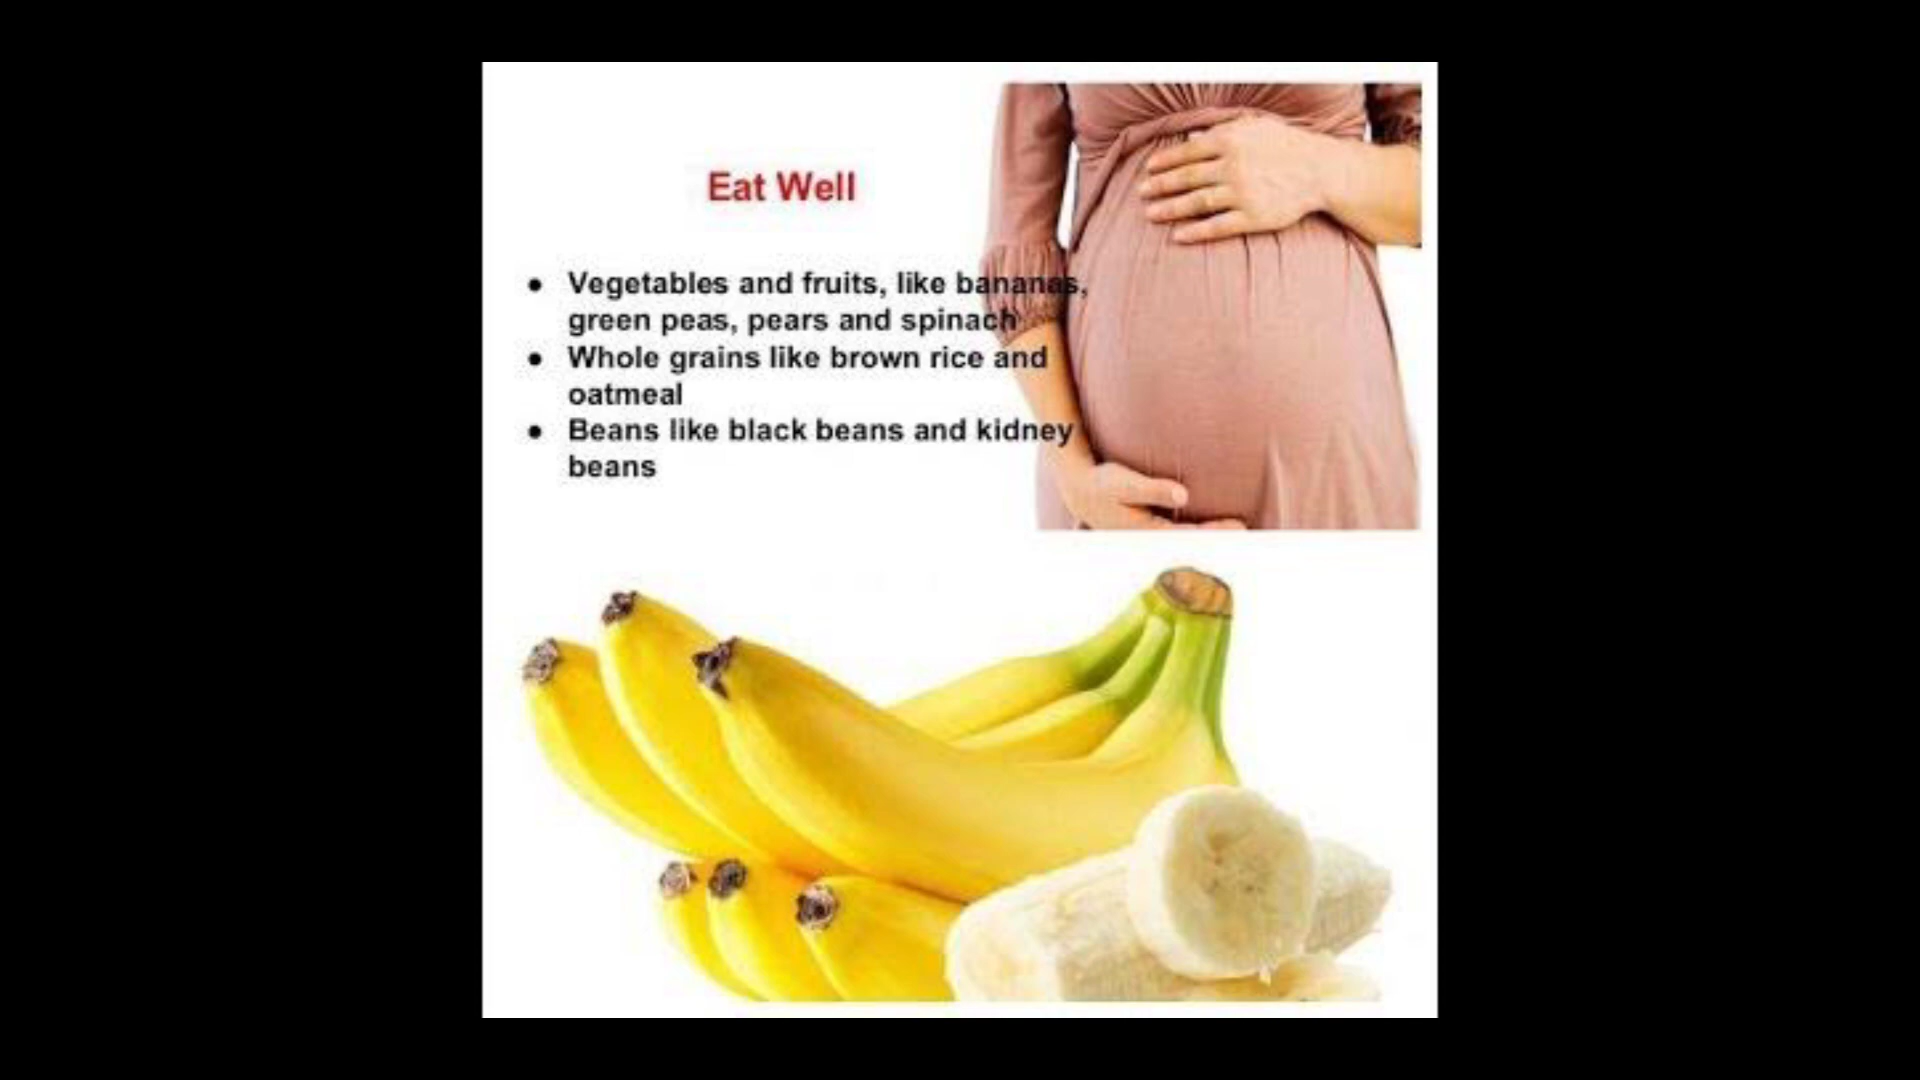 Eat Well
● Vegetables and fruits, like bananas,
green peas, pears and spinach
● Whole grains like brown rice and
oatmeal
● Beans like black beans and kidney
beans